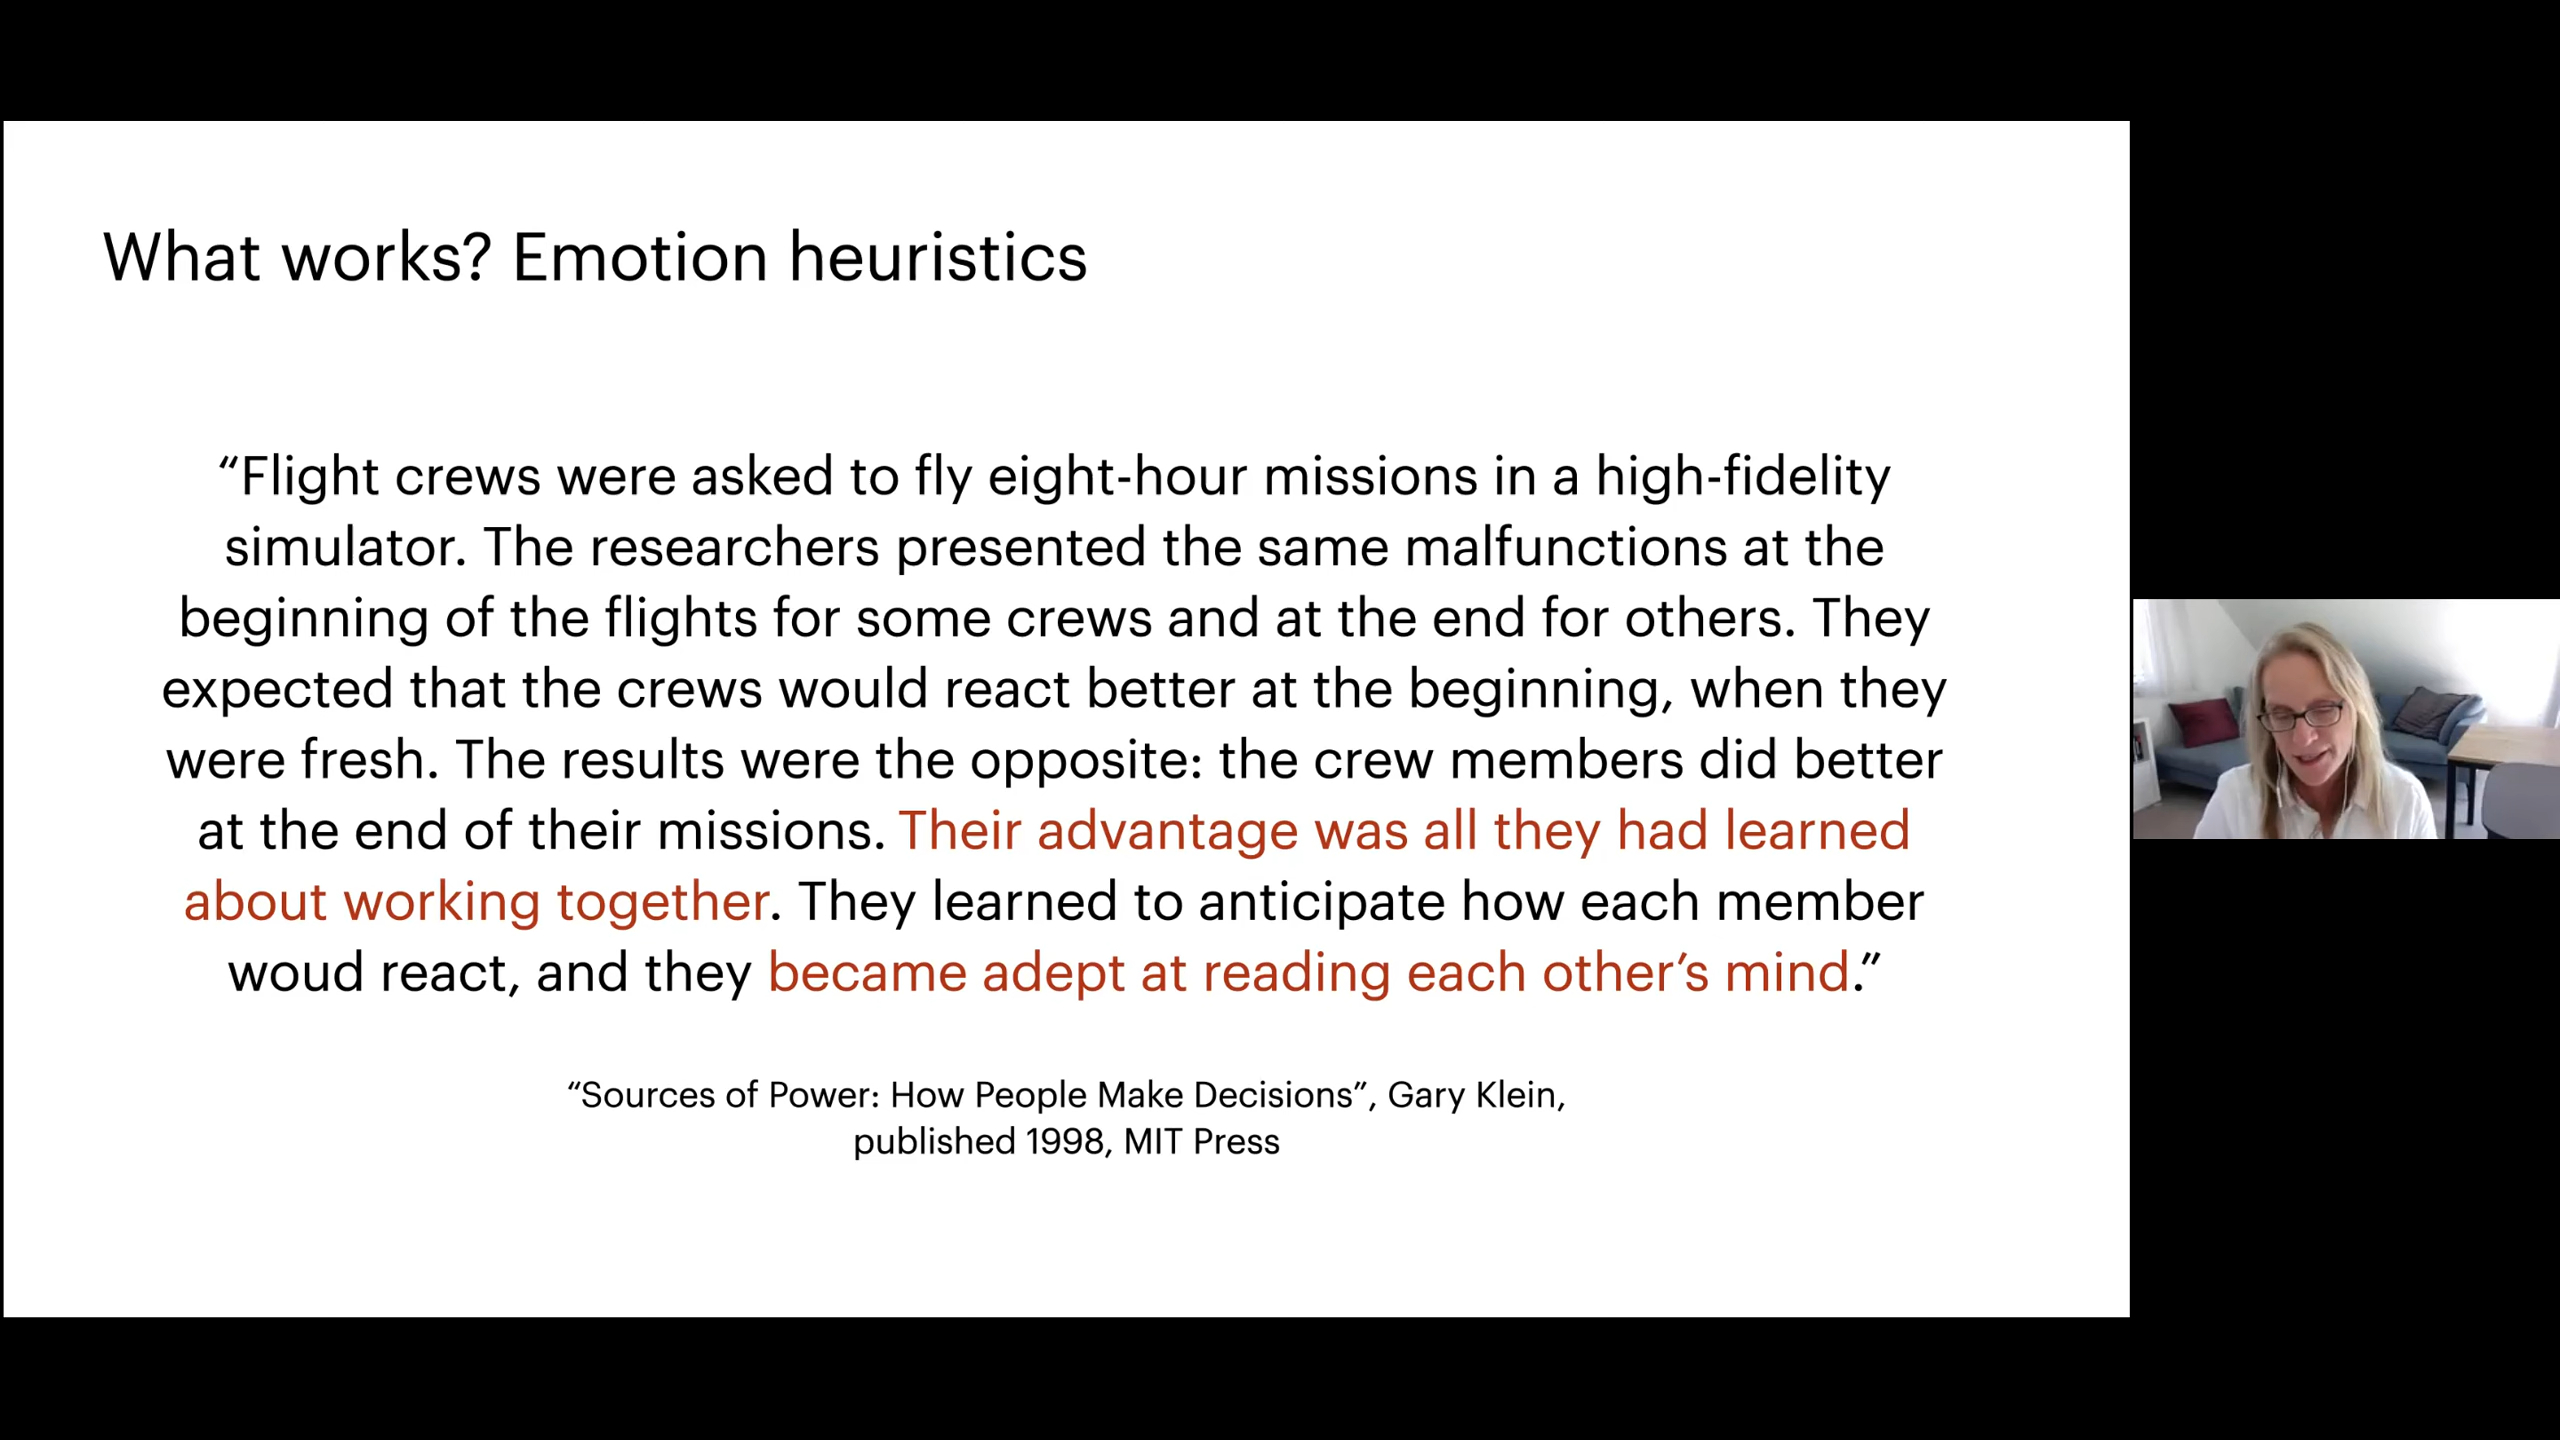 What works? Emotion heuristics
“Flight crews were asked to fly eight-hour missions in a high-fidelity
simulator. The researchers presented the same malfunctions at the
beginning of the flights for some crews and at the end for others. They
expected that the crews would react better at the beginning, when they
were fresh. The results were the opposite: the crew members did better
at the end of their missions. Their advantage was all they had learned
about working together. They learned to anticipate how each member
woud react, and they became adept at reading each other’s mind.”
“Sources of Power: How People Make Decisions”, Gary Klein,
published 1998, MIT Press